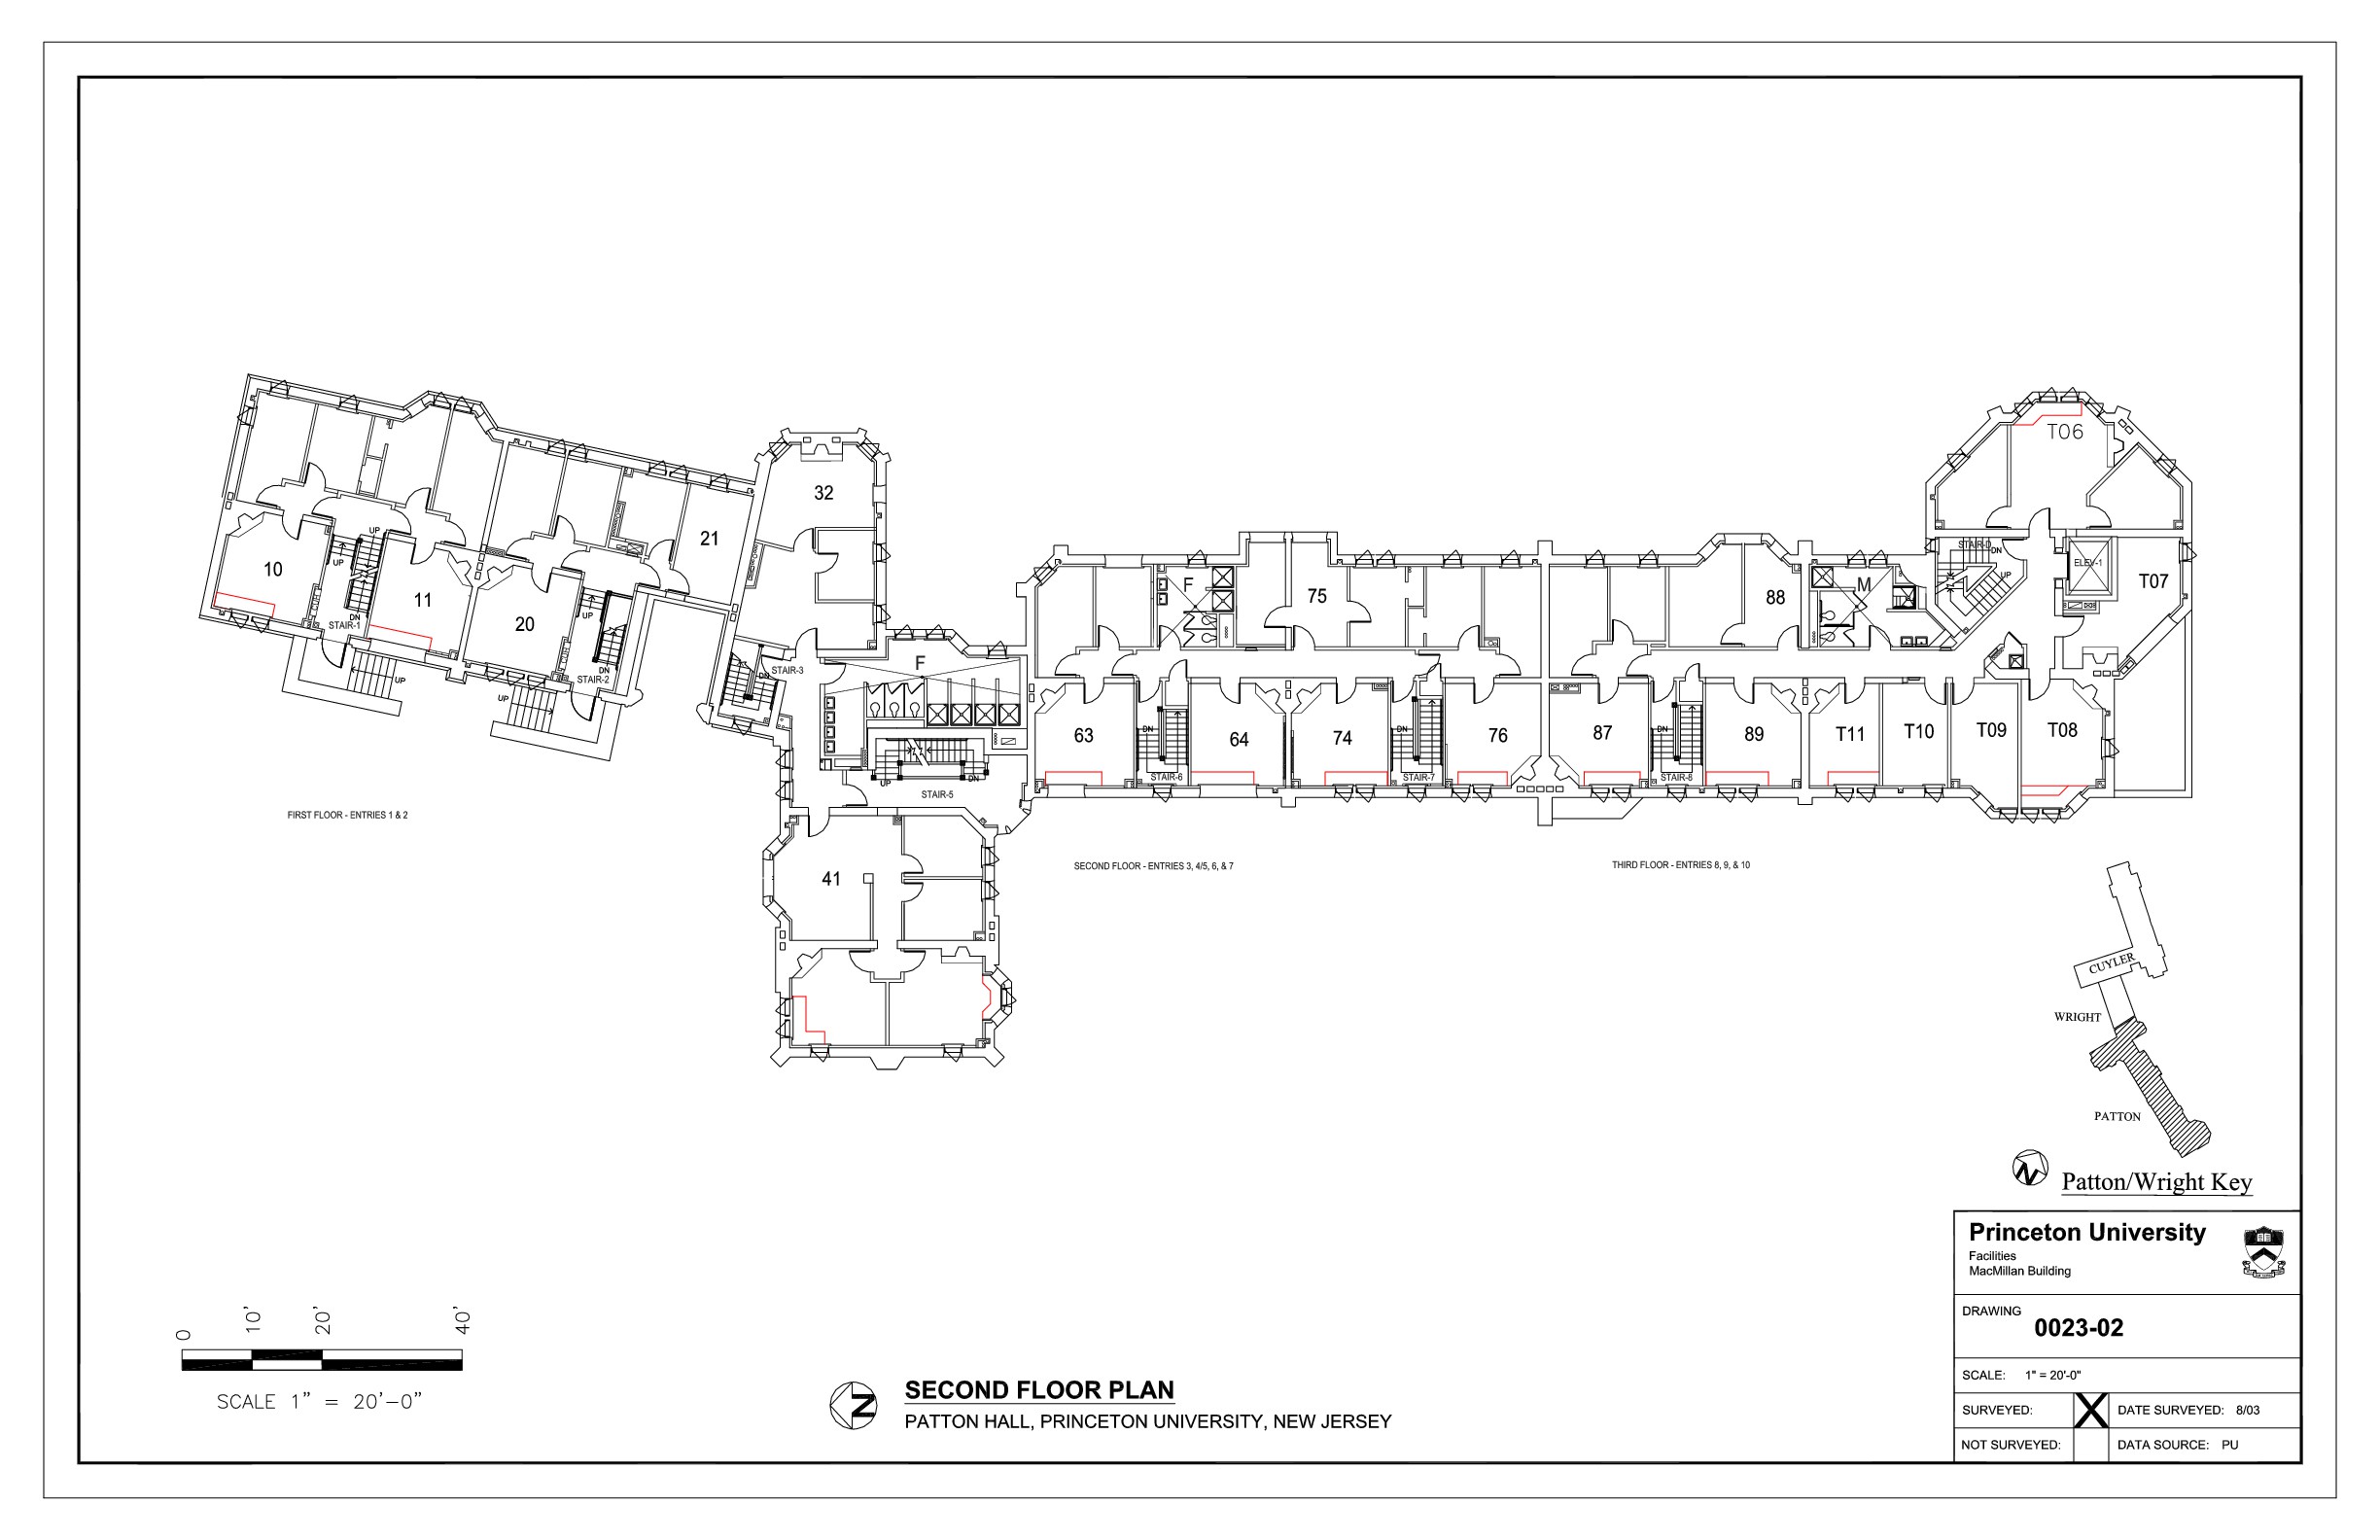 T06
32
21
STAIR-D
DN
UP
ELEV-1
T07
UP
UP
10
11
20
CUH
CUH
UP
DN
STAIR-1
UP
DN
STAIR-2
UP
F
75
88
M
STAIR-3
DN
F
63
64
74
76
87
89
T11
T10
T09
T08
DN
DN
DN
STAIR-6
STAIR-7
STAIR-8
UP
DN
STAIR-5
41
FIRST FLOOR - ENTRIES 1 & 2
SECOND FLOOR - ENTRIES 3, 4/5, 6, & 7
THIRD FLOOR - ENTRIES 8, 9, & 10
CUYLER
WRIGHT
PATTON
N
Patton/Wright Key
Princeton University
Facilities
MacMillan Building
DRAWING
0023-02
SCALE: 1" = 20'-0"
SURVEYED: X DATE SURVEYED: 8/03
NOT SURVEYED: DATA SOURCE: PU
0 10' 20' 40'
SCALE 1" = 20'-0"
N
SECOND FLOOR PLAN
PATTON HALL, PRINCETON UNIVERSITY, NEW JERSEY